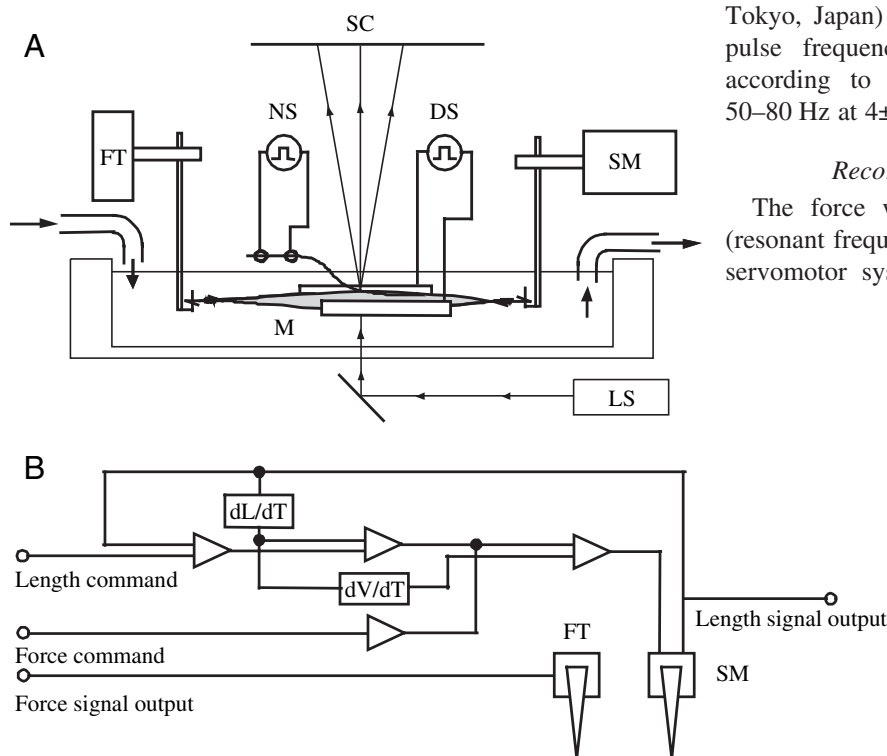 A
SC
NS
DS
FT
SM
M
LS
Tokyo, Japan)
pulse frequen
according to
50–80 Hz at 4±
Reco
The force v
(resonant frequ
servomotor sys
B
dL/dT
Length command
dV/dT
Length signal output
Force command
FT
SM
Force signal output